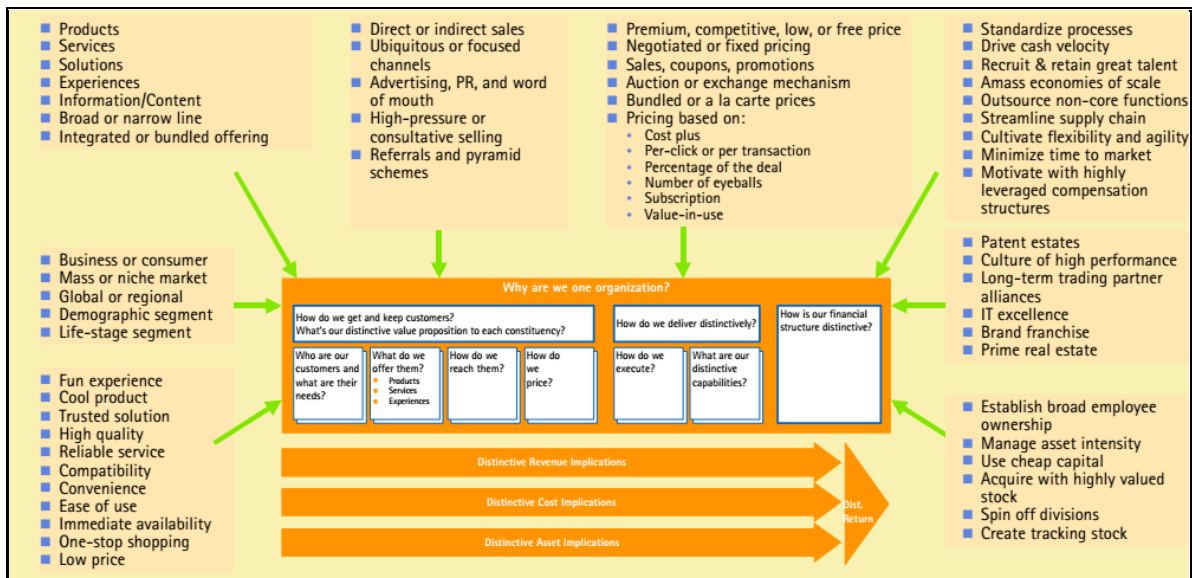 Products
Services
Solutions
Experiences
Information/Content
Broad or narrow line
Integrated or bundled offering
Direct or indirect sales
Ubiquitous or focused
channels
Advertising, PR, and word
of mouth
High-pressure or
consultative selling
Referrals and pyramid
schemes
Premium, competitive, low, or free price
Negotiated or fixed pricing
Sales, coupons, promotions
Auction or exchange mechanism
Bundled or a la carte prices
Pricing based on:
Cost plus
Per-click or per transaction
Percentage of the deal
Number of eyeballs
Subscription
Value-in-use
Standardize processes
Drive cash velocity
Recruit & retain great talent
Amass economies of scale
Outsource non-core functions
Streamline supply chain
Cultivate flexibility and agility
Minimize time to market
Motivate with highly
leveraged compensation
structures
Business or consumer
Mass or niche market
Global or regional
Demographic segment
Life-stage segment
Fun experience
Cool product
Trusted solution
High quality
Reliable service
Compatibility
Convenience
Ease of use
Immediate availability
One-stop shopping
Low price
Why are we one organization?
How do we get and keep customers?
What's our distinctive value proposition to each constituency?
How do we deliver distinctively?
How is our financial
structure distinctive?
Who are our
customers and
what are their
needs?
What do we
offer them?
Products
Services
Experiences
How do we
reach them?
How do
we
price?
How do we
execute?
What are our
distinctive
capabilities?
Patent estates
Culture of high performance
Long-term trading partner
alliances
IT excellence
Brand franchise
Prime real estate
Establish broad employee
ownership
Manage asset intensity
Use cheap capital
Acquire with highly valued
stock
Spin off divisions
Create tracking stock
Distinctive Revenue Implications
Distinctive Cost Implications
Distinctive Asset Implications
Dist.
Return